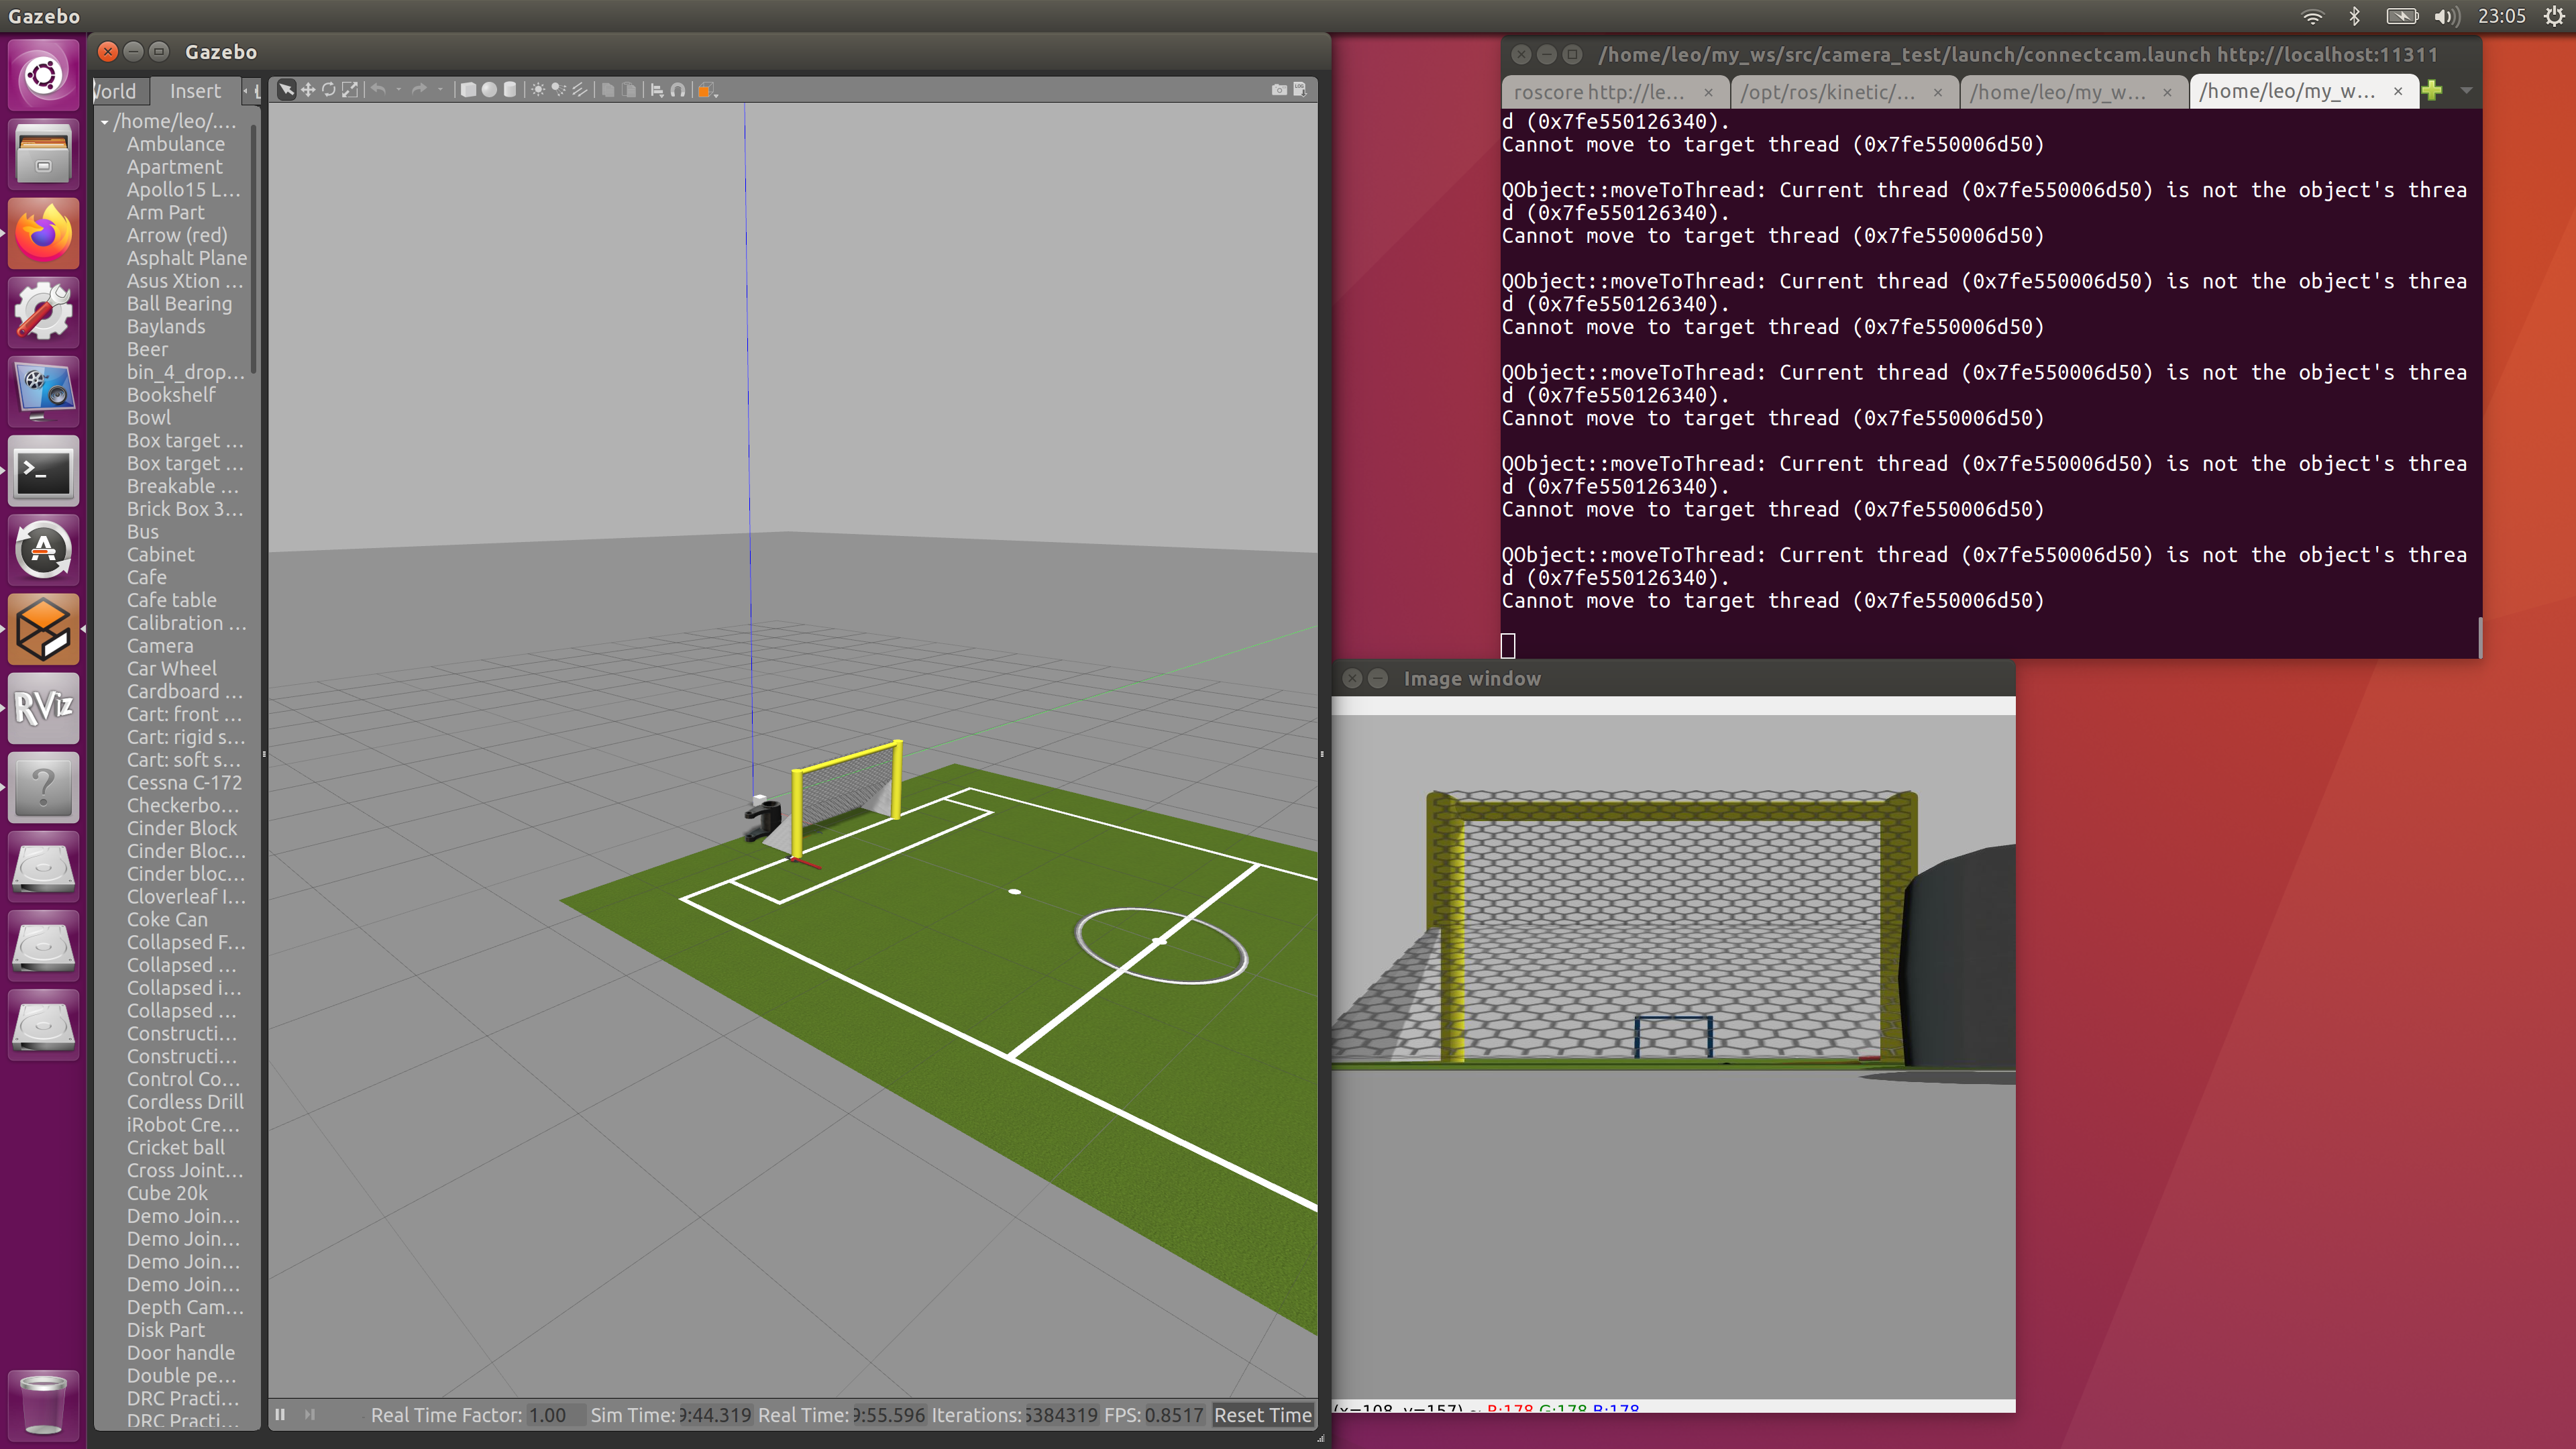 Gazebo
23:05
Gazebo
World
Insert
/home/leo/....
Ambulance
Apartment
Apollo15 L...
Arm Part
Arrow (red)
Asphalt Plane
Asus Xtion ...
Ball Bearing
Baylands
Beer
bin_4_drop...
Bookshelf
Bowl
Box target ...
Box target ...
Breakable ...
Brick Box 3...
Bus
Cabinet
Cafe
Cafe table
Calibration ...
Camera
Car Wheel
Cardboard ...
Cart: front ...
Cart: rigid s...
Cart: soft s...
Cessna C-172
Checkerbo...
Cinder Block
Cinder Bloc...
Cinder bloc...
Cloverleaf I...
Coke Can
Collapsed F...
Collapsed ...
Collapsed i...
Collapsed ...
Constructi...
Constructi...
Control Co...
Cordless Drill
iRobot Cre...
Cricket ball
Cross Joint...
Cube 20k
Demo Join...
Demo Join...
Demo Join...
Demo Join...
Depth Cam...
Disk Part
Door handle
Double pe...
DRC Practi...
DRC Practi...
RViz
Real Time Factor: 1.00 Sim Time: 9:44.319 Real Time: 9:55.596 Iterations: 5384319 FPS: 0.8517 Reset Time
/home/leo/my_ws/src/camera_test/launch/connectcam.launch http://localhost:11311
roscore http://le...
/opt/ros/kinetic/...
/home/leo/my_w...
/home/leo/my_w...
d (0x7fe550126340).
Cannot move to target thread (0x7fe550006d50)
QObject::moveToThread: Current thread (0x7fe550006d50) is not the object's threa
d (0x7fe550126340).
Cannot move to target thread (0x7fe550006d50)
QObject::moveToThread: Current thread (0x7fe550006d50) is not the object's threa
d (0x7fe550126340).
Cannot move to target thread (0x7fe550006d50)
QObject::moveToThread: Current thread (0x7fe550006d50) is not the object's threa
d (0x7fe550126340).
Cannot move to target thread (0x7fe550006d50)
QObject::moveToThread: Current thread (0x7fe550006d50) is not the object's threa
d (0x7fe550126340).
Cannot move to target thread (0x7fe550006d50)
QObject::moveToThread: Current thread (0x7fe550006d50) is not the object's threa
d (0x7fe550126340).
Cannot move to target thread (0x7fe550006d50)
Image window
(x=108, y=157) ~ R:178 G:178 B:178